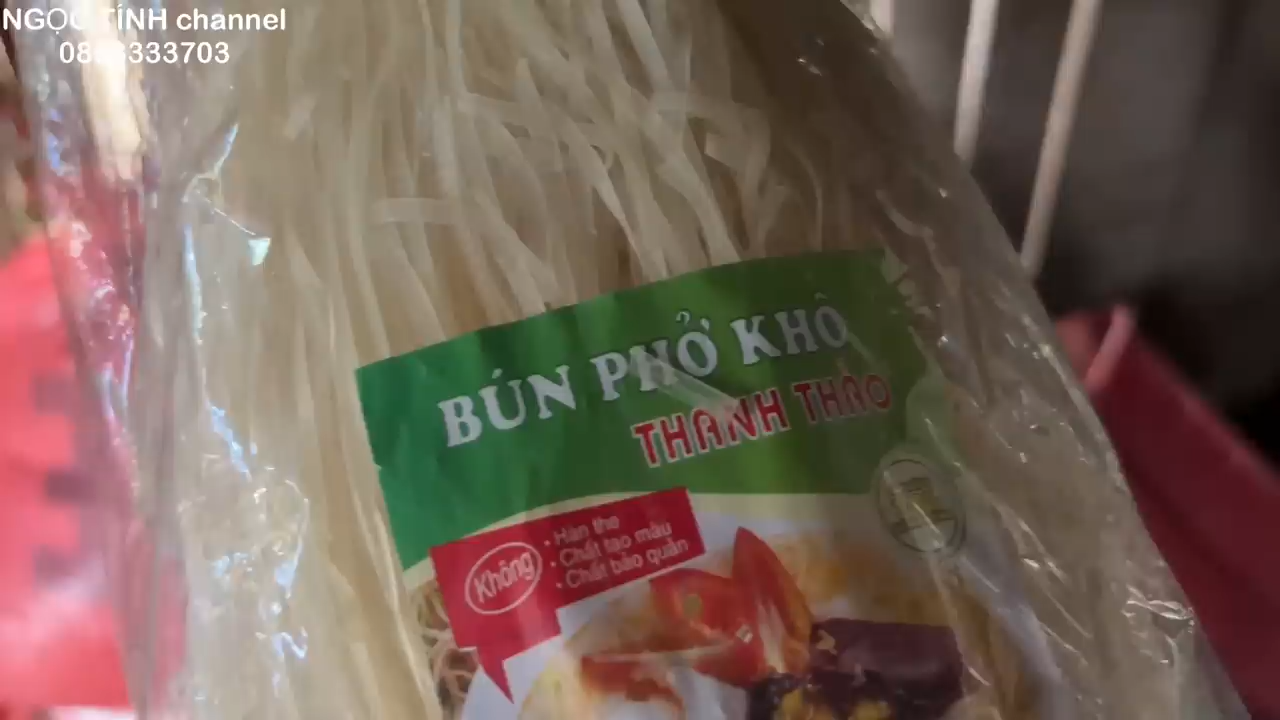 NGỌC TÍNH channel
BÚN PHỞ KHÔ
THANH THẢO
Không
• Hàn the
• Chất tạo màu
• Chất bảo quản